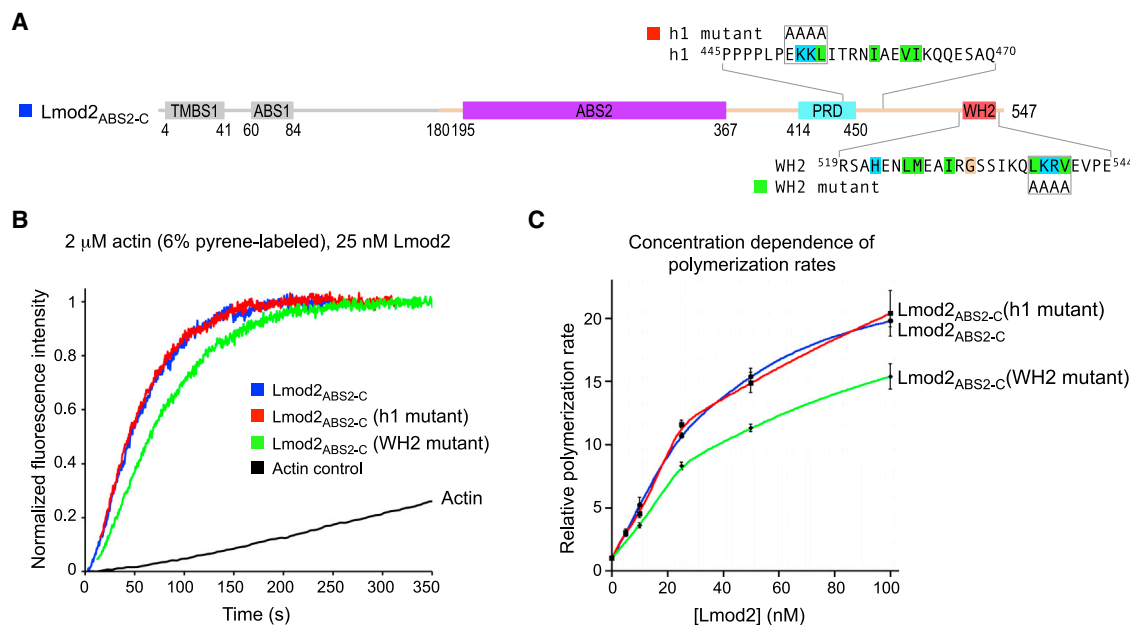 A
h1 mutant
AAAA
h1 445PPPPLPEKKLITRNIAEVIKQQESAQ470
Lmod2ABS2-C
TMBS1 ABS1 ABS2 PRD WH2 547
4 41 60 84 180 195 367 414 450
WH2 519RSAHENLMEAIRGSSIKQLKRVEVPE544
WH2 mutant
AAAA
B
2 μM actin (6% pyrene-labeled), 25 nM Lmod2
Normalized fluorescence intensity
1
0.8
0.6
0.4
0.2
0
Lmod2ABS2-C
Lmod2ABS2-C (h1 mutant)
Lmod2ABS2-C (WH2 mutant)
Actin control
Actin
0 50 100 150 200 250 300 350
Time (s)
C
Concentration dependence of
polymerization rates
Relative polymerization rate
20
15
10
5
0
Lmod2ABS2-C(h1 mutant)
Lmod2ABS2-C
Lmod2ABS2-C(WH2 mutant)
0 20 40 60 80 100
[Lmod2] (nM)